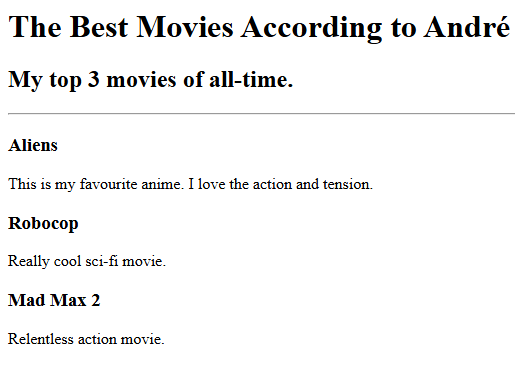 The Best Movies According to André
My top 3 movies of all-time.
Aliens
This is my favourite anime. I love the action and tension.
Robocop
Really cool sci-fi movie.
Mad Max 2
Relentless action movie.